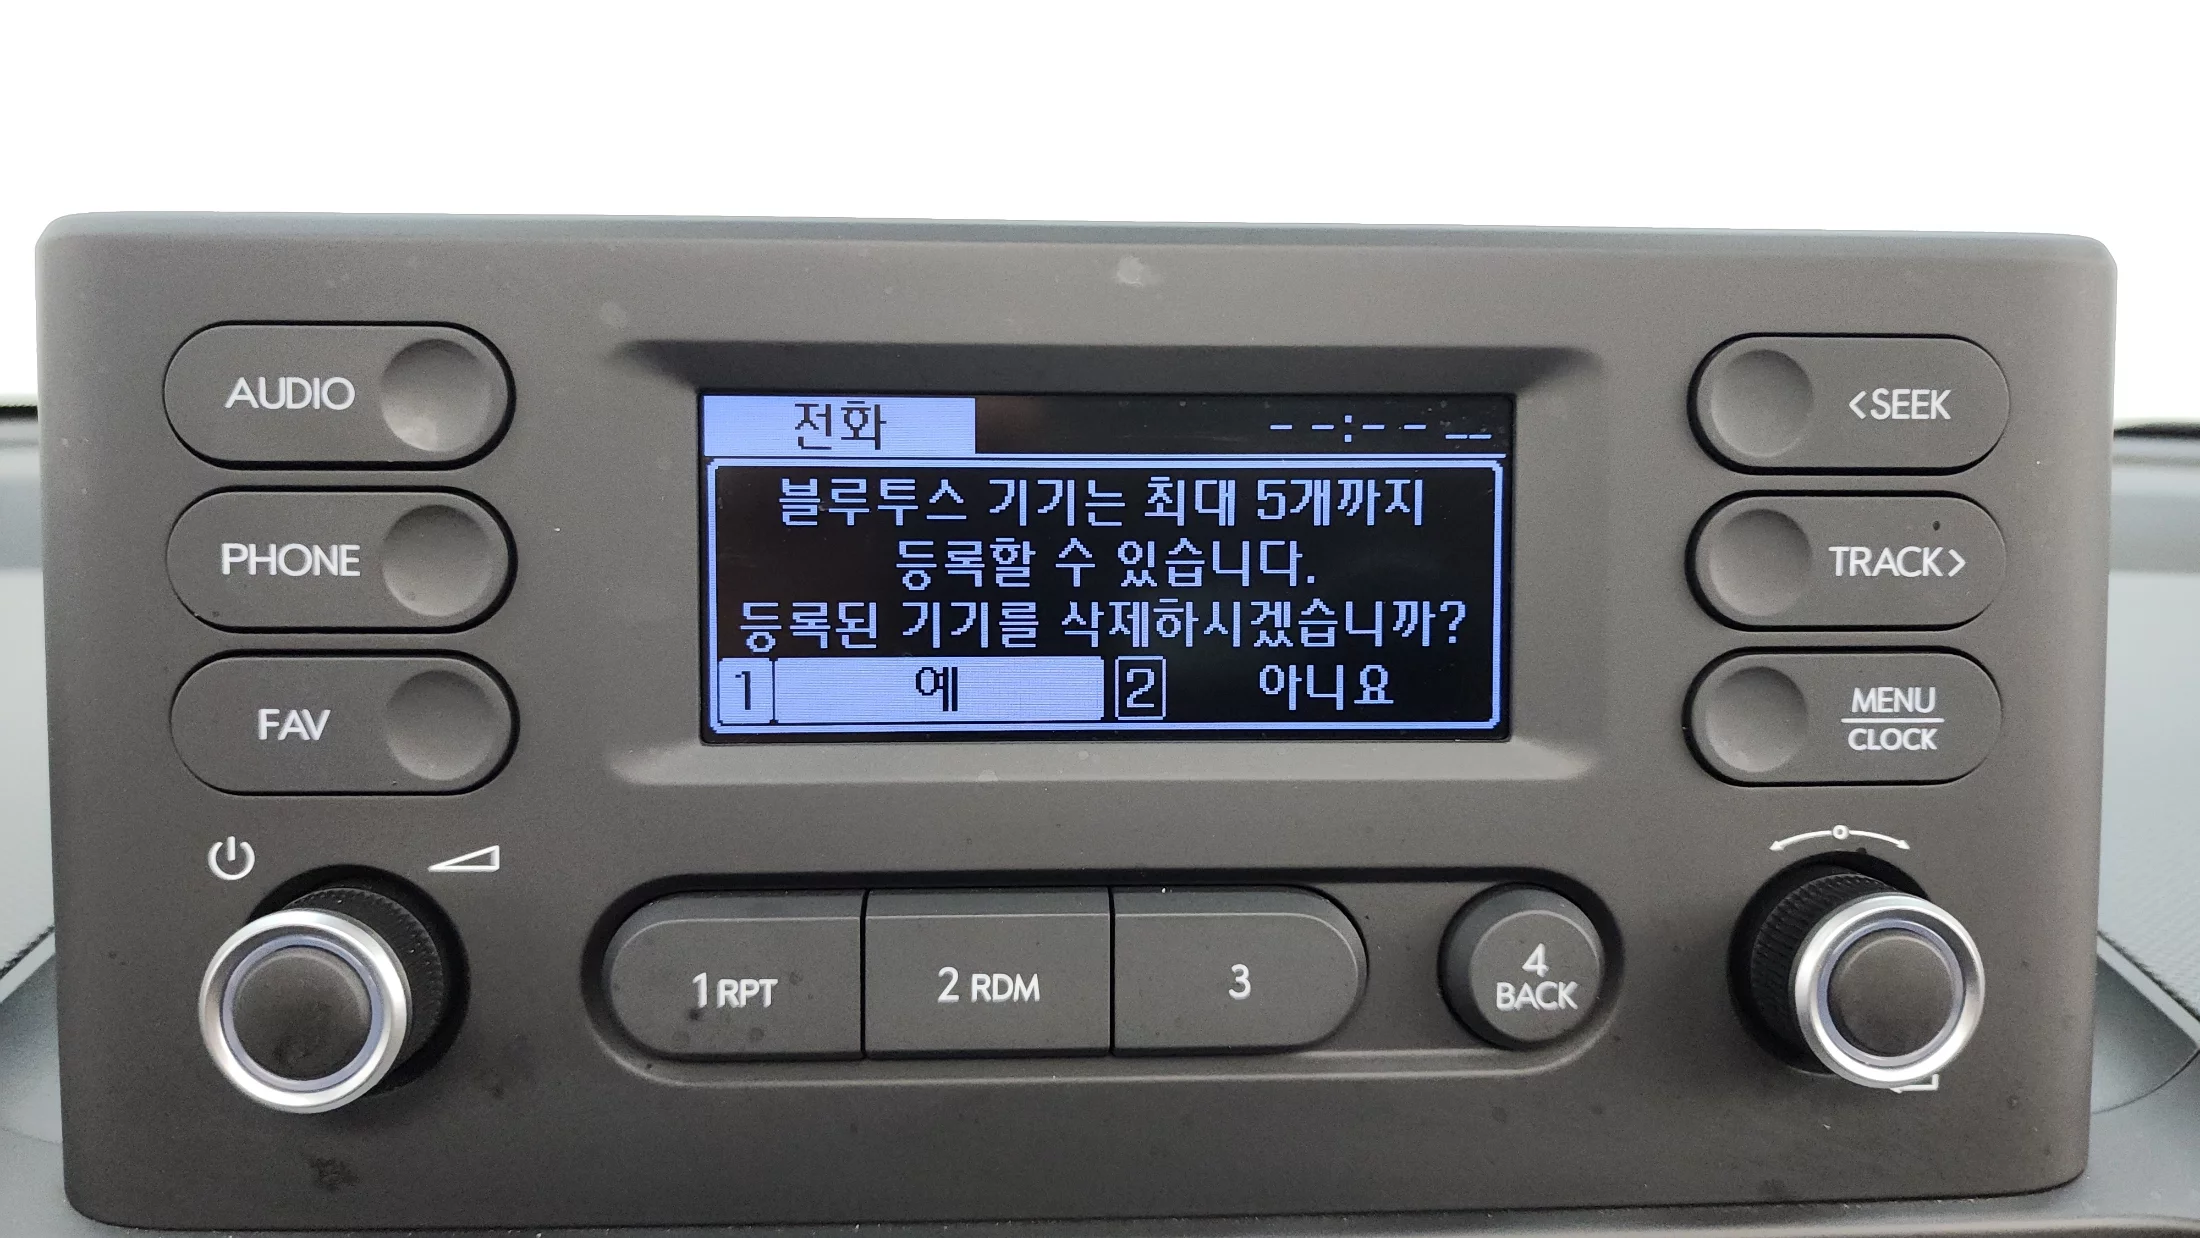 AUDIO
PHONE
FAV
전화 --:-- --
블루투스 기기는 최대 5개까지
등록할 수 있습니다.
등록된 기기를 삭제하시겠습니까?
1 예 2 아니요
<SEEK
TRACK>
MENU
CLOCK
1 RPT 2 RDM 3 4
BACK